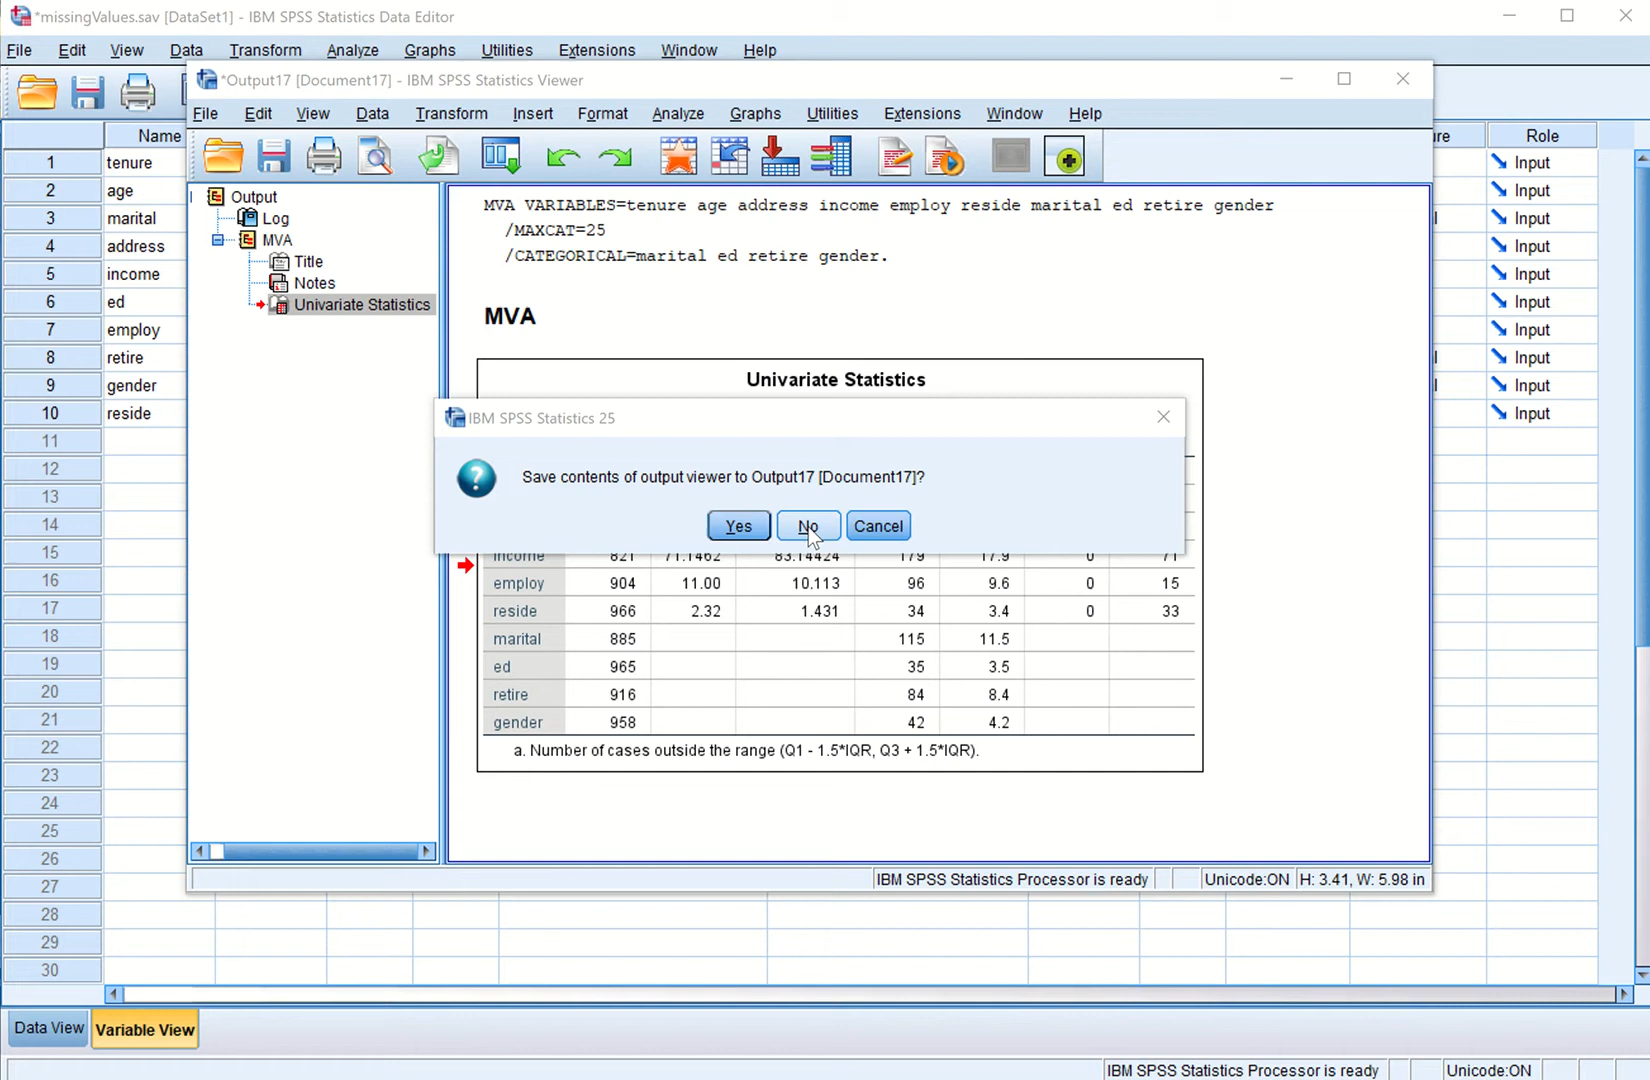 *missingValues.sav [DataSet1] - IBM SPSS Statistics Data Editor
File Edit View Data Transform Analyze Graphs Utilities Extensions Window Help
*Output17 [Document17] - IBM SPSS Statistics Viewer
File Edit View Data Transform Insert Format Analyze Graphs Utilities Extensions Window Help
Name
Role
1 tenure Input
2 age Input
3 marital Input
4 address Input
5 income Input
6 ed Input
7 employ Input
8 retire Input
9 gender Input
10 reside Input
11
12
13
14
15
16
17
18
19
20
21
22
23
24
25
26
27
28
29
30
Output
Log
MVA
Title
Notes
Univariate Statistics
MVA VARIABLES=tenure age address income employ reside marital ed retire gender
/MAXCAT=25
/CATEGORICAL=marital ed retire gender.
MVA
Univariate Statistics
IBM SPSS Statistics 25
Save contents of output viewer to Output17 [Document17]?
Yes No Cancel
income 821 71.1462 83.14424 179 17.9 0 71
employ 904 11.00 10.113 96 9.6 0 15
reside 966 2.32 1.431 34 3.4 0 33
marital 885 115 11.5
ed 965 35 3.5
retire 916 84 8.4
gender 958 42 4.2
a. Number of cases outside the range (Q1 - 1.5*IQR, Q3 + 1.5*IQR).
IBM SPSS Statistics Processor is ready Unicode:ON H: 3.41, W: 5.98 in
Data View Variable View
IBM SPSS Statistics Processor is ready Unicode:ON